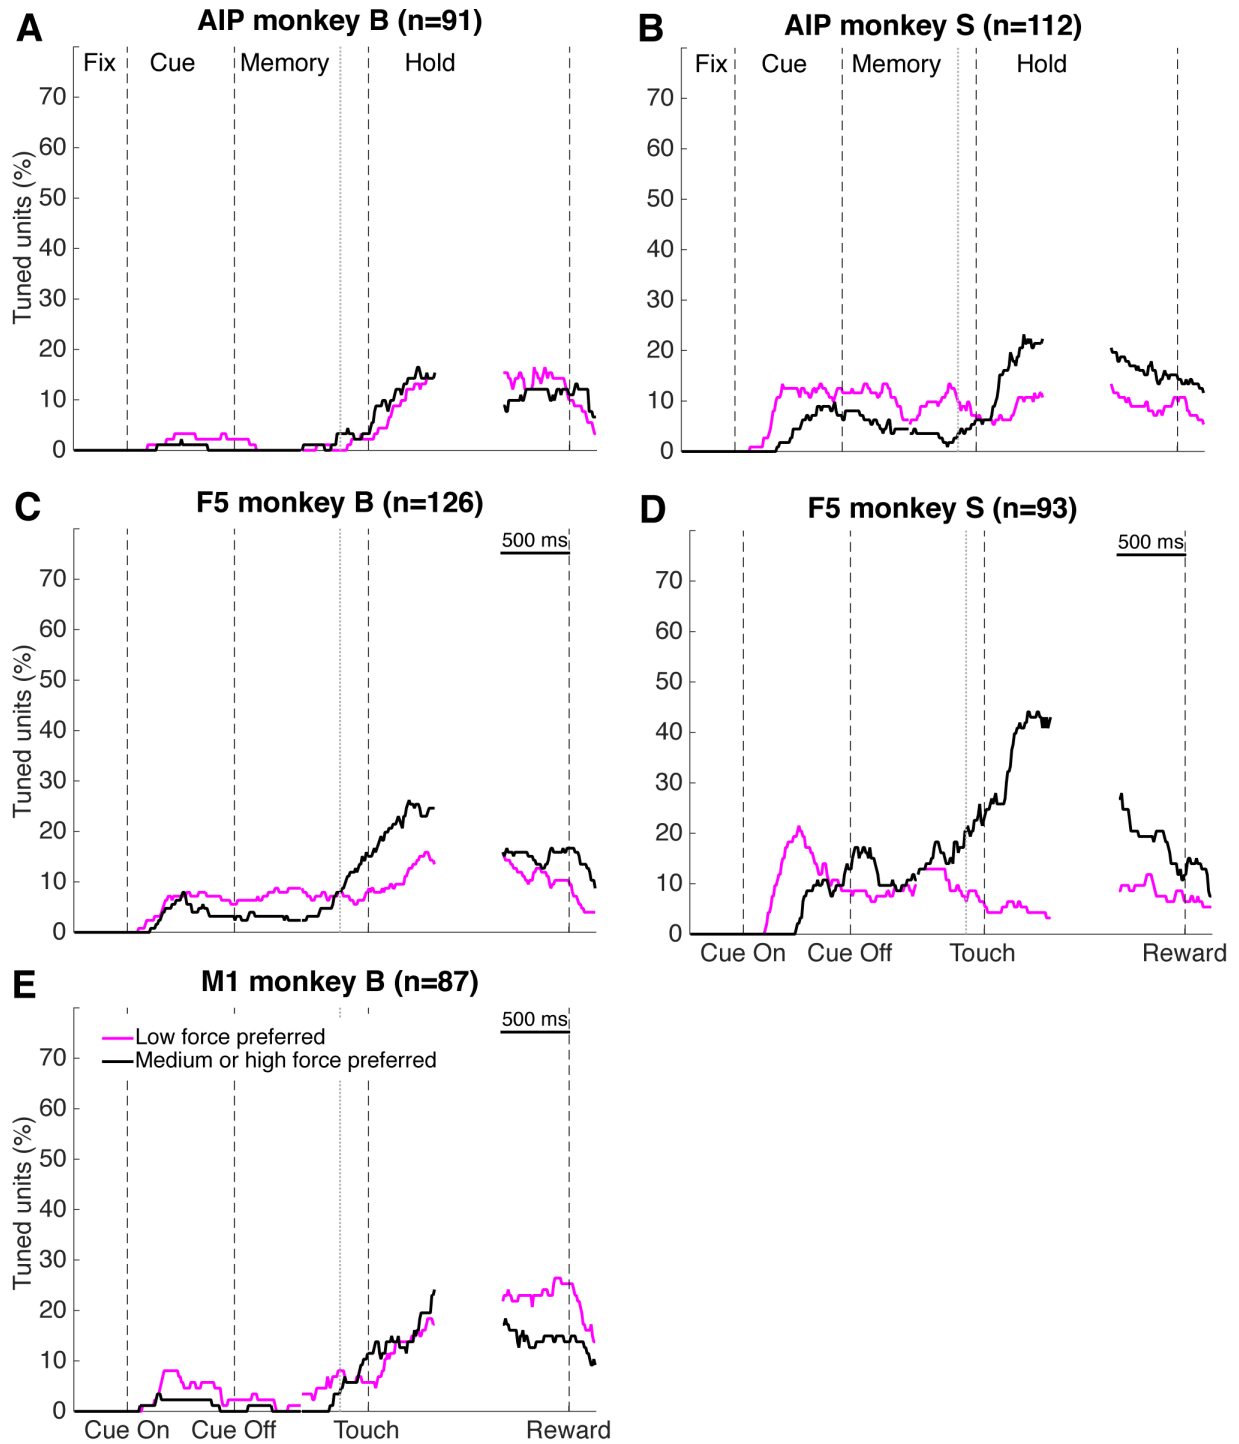 A
AIP monkey B (n=91)
Fix
Cue
Memory
Hold
Tuned units (%)
70
60
50
40
30
20
10
0
B
AIP monkey S (n=112)
Fix
Cue
Memory
Hold
70
60
50
40
30
20
10
0
C
F5 monkey B (n=126)
500 ms
Tuned units (%)
70
60
50
40
30
20
10
0
D
F5 monkey S (n=93)
500 ms
70
60
50
40
30
20
10
0
Cue On
Cue Off
Touch
Reward
E
M1 monkey B (n=87)
500 ms
Low force preferred
Medium or high force preferred
Tuned units (%)
70
60
50
40
30
20
10
0
Cue On
Cue Off
Touch
Reward